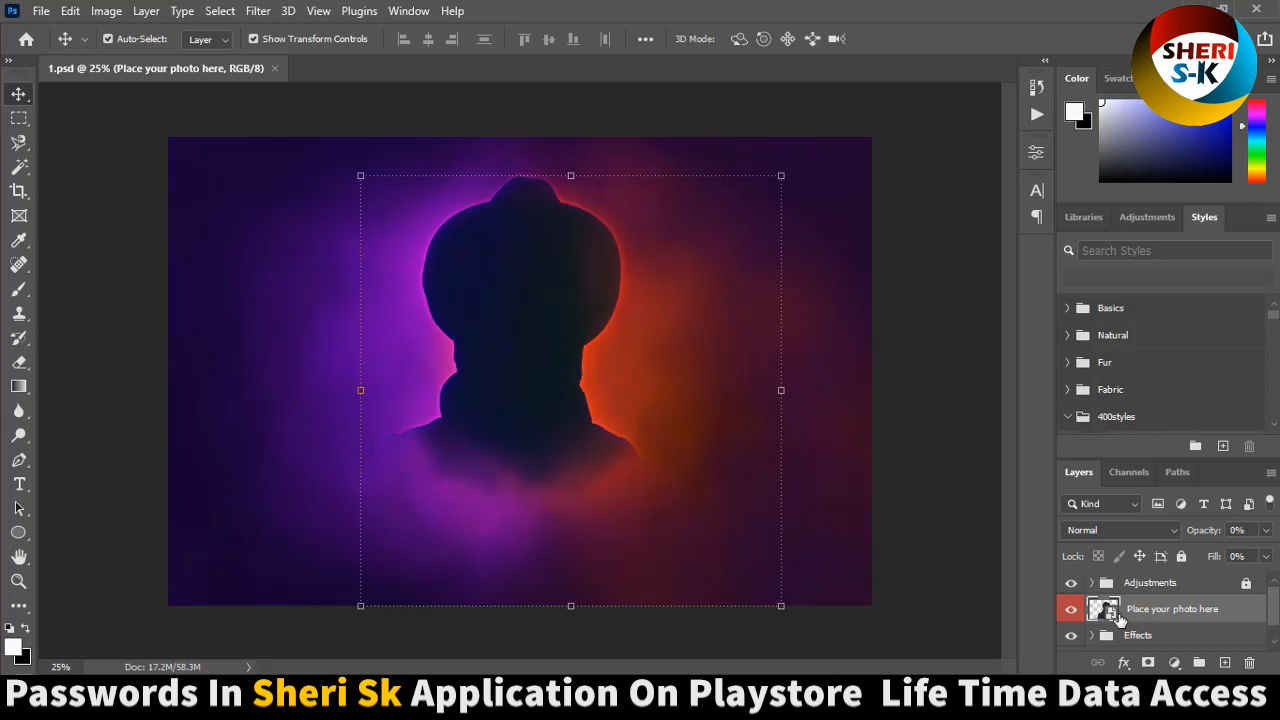 Ps File Edit Image Layer Type Select Filter 3D View Plugins Window Help
Auto-Select: Layer Show Transform Controls 3D Mode:
SHERI
S-K
1.psd @ 25% (Place your photo here, RGB/8) ×
Color Swatc
Libraries Adjustments Styles
Search Styles
Basics
Natural
Fur
Fabric
400styles
Layers Channels Paths
Kind
Normal Opacity: 0%
Lock: Fill: 0%
Adjustments
Place your photo here
Effects
25% Doc: 17.2M/58.3M
Passwords In Sheri Sk Application On Playstore Life Time Data Access